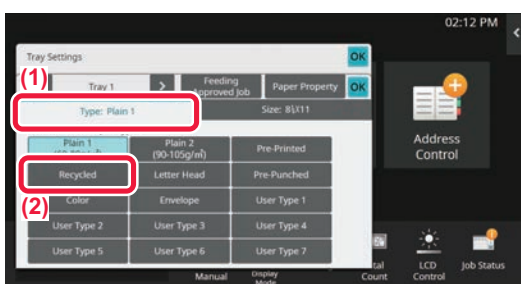 02:12 PM
Tray Settings
OK
(1)
Tray 1
>
Feeding
Approved Job
Paper Property
OK
Type: Plain 1
Size: 8½X11
Plain 1
Plain 2
(90-105g/㎡)
Pre-Printed
Recycled
Letter Head
Pre-Punched
(2)
Color
Envelope
User Type 1
User Type 2
User Type 3
User Type 4
User Type 5
User Type 6
User Type 7
Address
Control
Manual
Display
Mode
Count
LCD
Control
Job Status